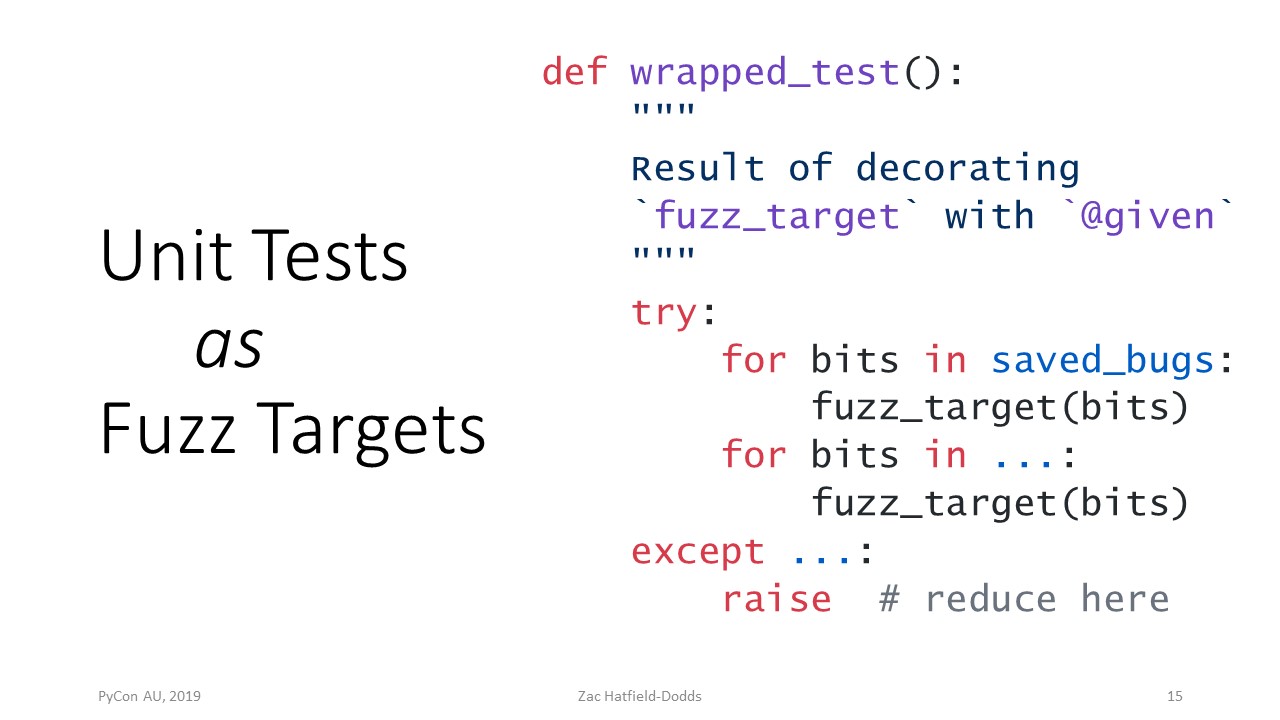 Unit Tests
as
Fuzz Targets
def wrapped_test():
    """
    Result of decorating
    `fuzz_target` with `@given`
    """
    try:
        for bits in saved_bugs:
            fuzz_target(bits)
        for bits in ...:
            fuzz_target(bits)
    except ...:
        raise  # reduce here
PyCon AU, 2019
Zac Hatfield-Dodds
15